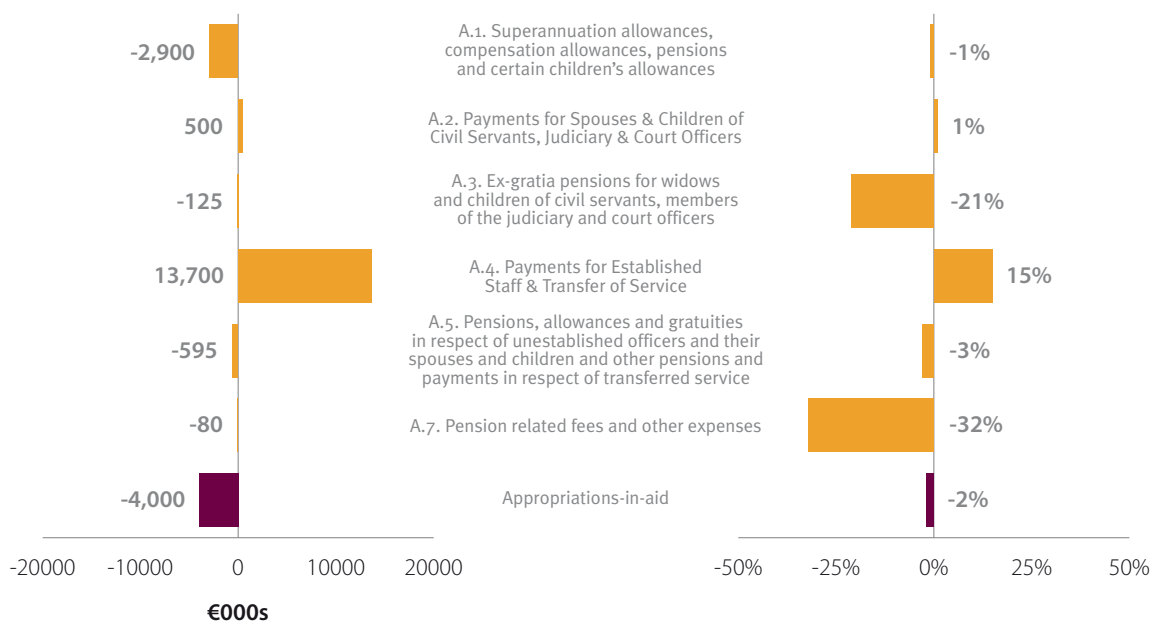 -2,900
A.1. Superannuation allowances,
compensation allowances, pensions
and certain children's allowances
-1%
500
A.2. Payments for Spouses & Children of
Civil Servants, Judiciary & Court Officers
1%
-125
A.3. Ex-gratia pensions for widows
and children of civil servants, members
of the judiciary and court officers
-21%
13,700
A.4. Payments for Established
Staff & Transfer of Service
15%
-595
A.5. Pensions, allowances and gratuities
in respect of unestablished officers and their
spouses and children and other pensions and
payments in respect of transferred service
-3%
-80
A.7. Pension related fees and other expenses
-32%
-4,000
Appropriations-in-aid
-2%
-20000 -10000 0 10000 20000
-50% -25% 0% 25% 50%
€000s